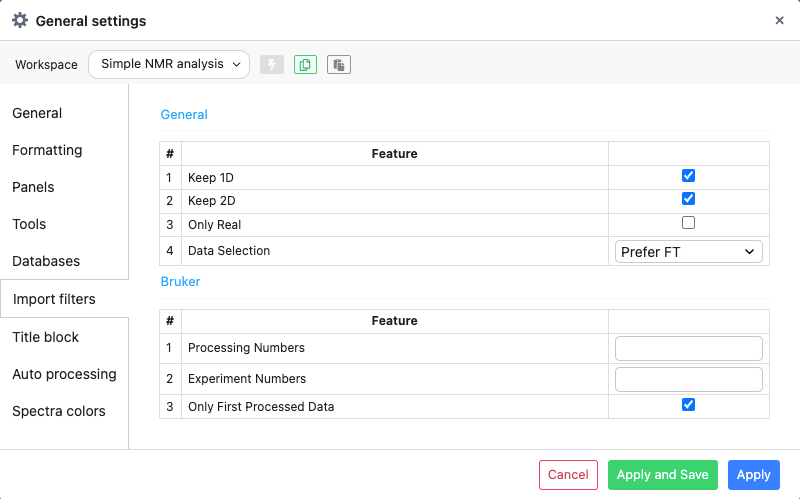 General settings
Workspace Simple NMR analysis
General
Formatting
Panels
Tools
Databases
Import filters
Title block
Auto processing
Spectra colors
General
# Feature
1 Keep 1D
2 Keep 2D
3 Only Real
4 Data Selection Prefer FT
Bruker
# Feature
1 Processing Numbers
2 Experiment Numbers
3 Only First Processed Data
Cancel Apply and Save Apply